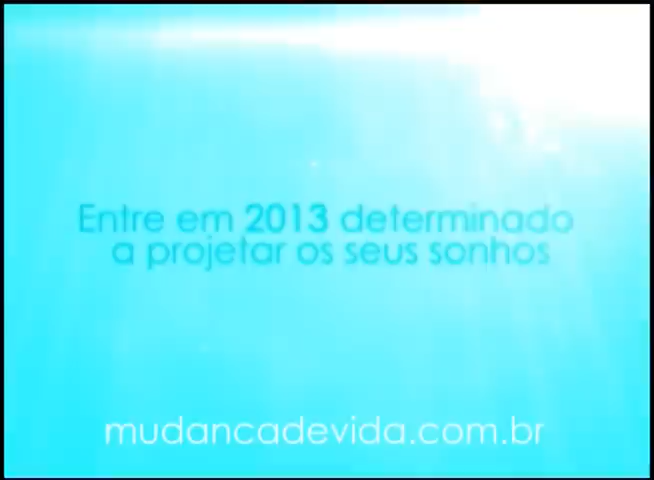 Entre em 2013 determinado
a projetar os seus sonhos
mudancadevida.com.br